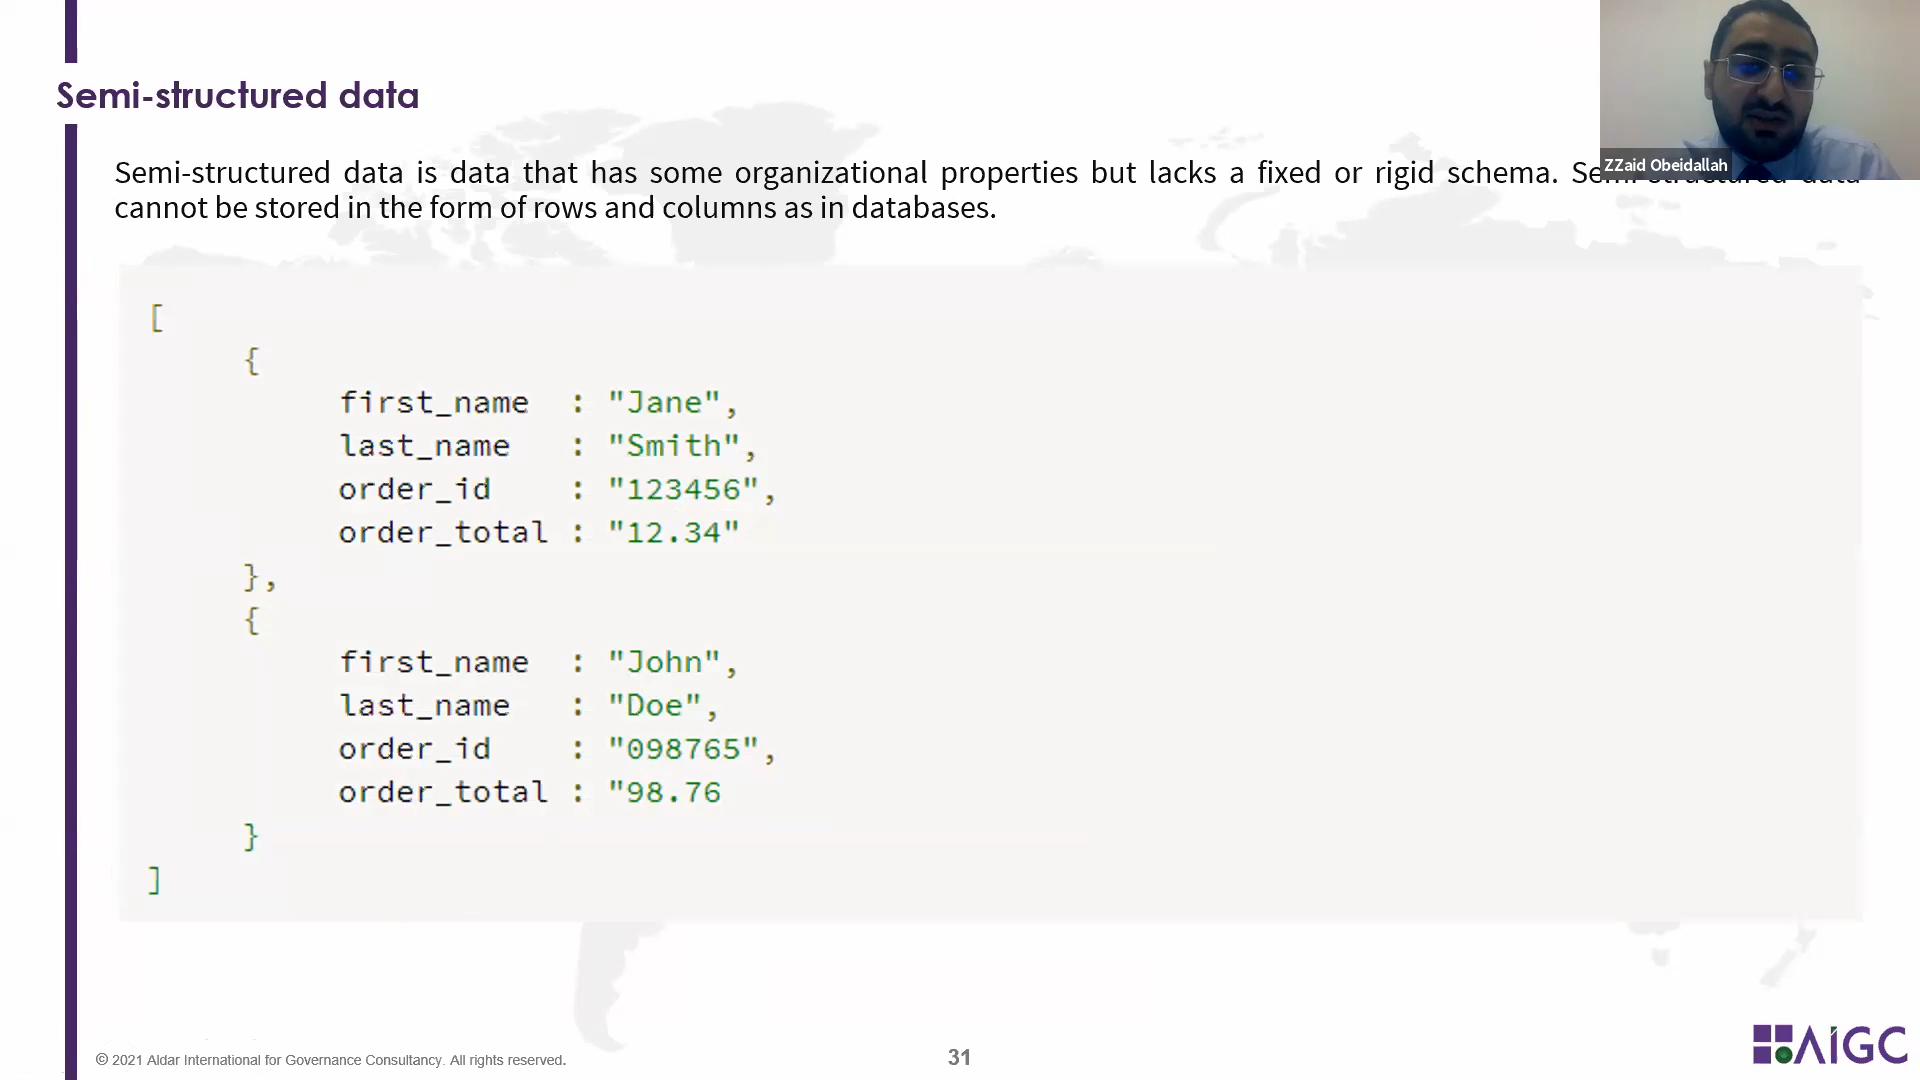 Semi-structured data
ZZaid Obeidallah
Semi-structured data is data that has some organizational properties but lacks a fixed or rigid schema.
cannot be stored in the form of rows and columns as in databases.
[
{
first_name : "Jane",
last_name : "Smith",
order_id : "123456",
order_total : "12.34"
},
{
first_name : "John",
last_name : "Doe",
order_id : "098765",
order_total : "98.76
}
]
© 2021 Aldar International for Governance Consultancy. All rights reserved.
31
AIGC